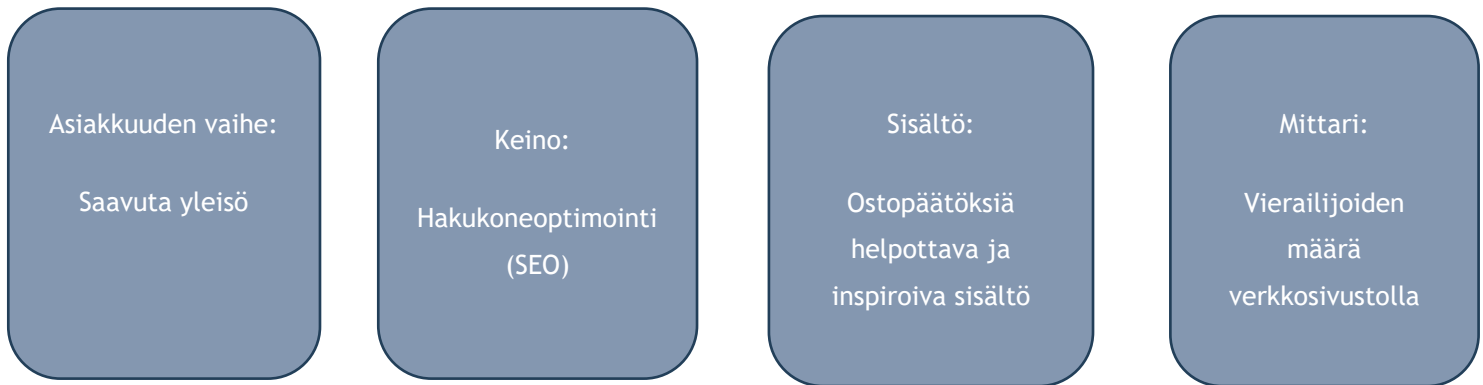 Asiakkuuden vaihe:
Saavuta yleisö
Keino:
Hakukoneoptimointi
(SEO)
Sisältö:
Ostopäätöksiä
helpottava ja
inspiroiva sisältö
Mittari:
Vierailijoiden
määrä
verkkosivustolla